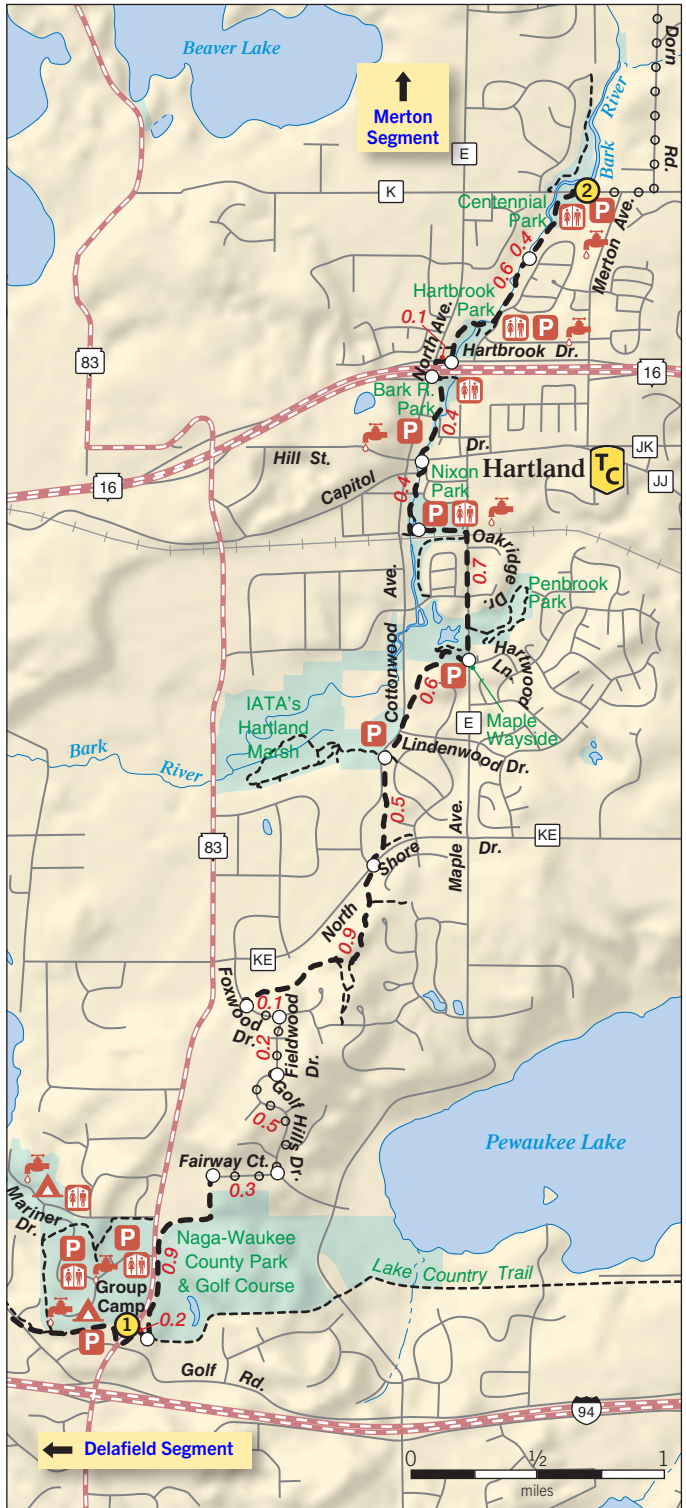 Beaver Lake
Dorn
Rd.
Merton
Segment
E
Bark
River
K
Centennial
Park
2
P
Merton Ave.
0.4
0.6
Hartbrook
Park
0.1
North Ave.
P
Hartbrook Dr.
83
16
Bark R.
Park
0.4
P
Hill St.
Capitol
Dr.
JK
Hartland
TC
JJ
16
Nixon
Park
0.4
P
Oakridge
Dr.
0.7
Penbrook
Park
Cottonwood
Ave.
Hartwood
Ln.
0.6
P
IATA's
Hartland
Marsh
E
Maple
Wayside
P
Bark
River
Lindenwood Dr.
0.5
Maple Ave.
83
KE
North
Shore
Dr.
0.9
KE
Foxwood
Dr.
0.1
Fieldwood
Dr.
0.2
Golf
Hills Dr.
0.5
Pewaukee Lake
Fairway Ct.
0.3
Mariner
Dr.
P
P
Naga-Waukee
County Park
& Golf Course
0.9
Lake Country Trail
Group
Camp
1
0.2
P
Golf
Rd.
94
Delafield Segment
0
½
1
miles